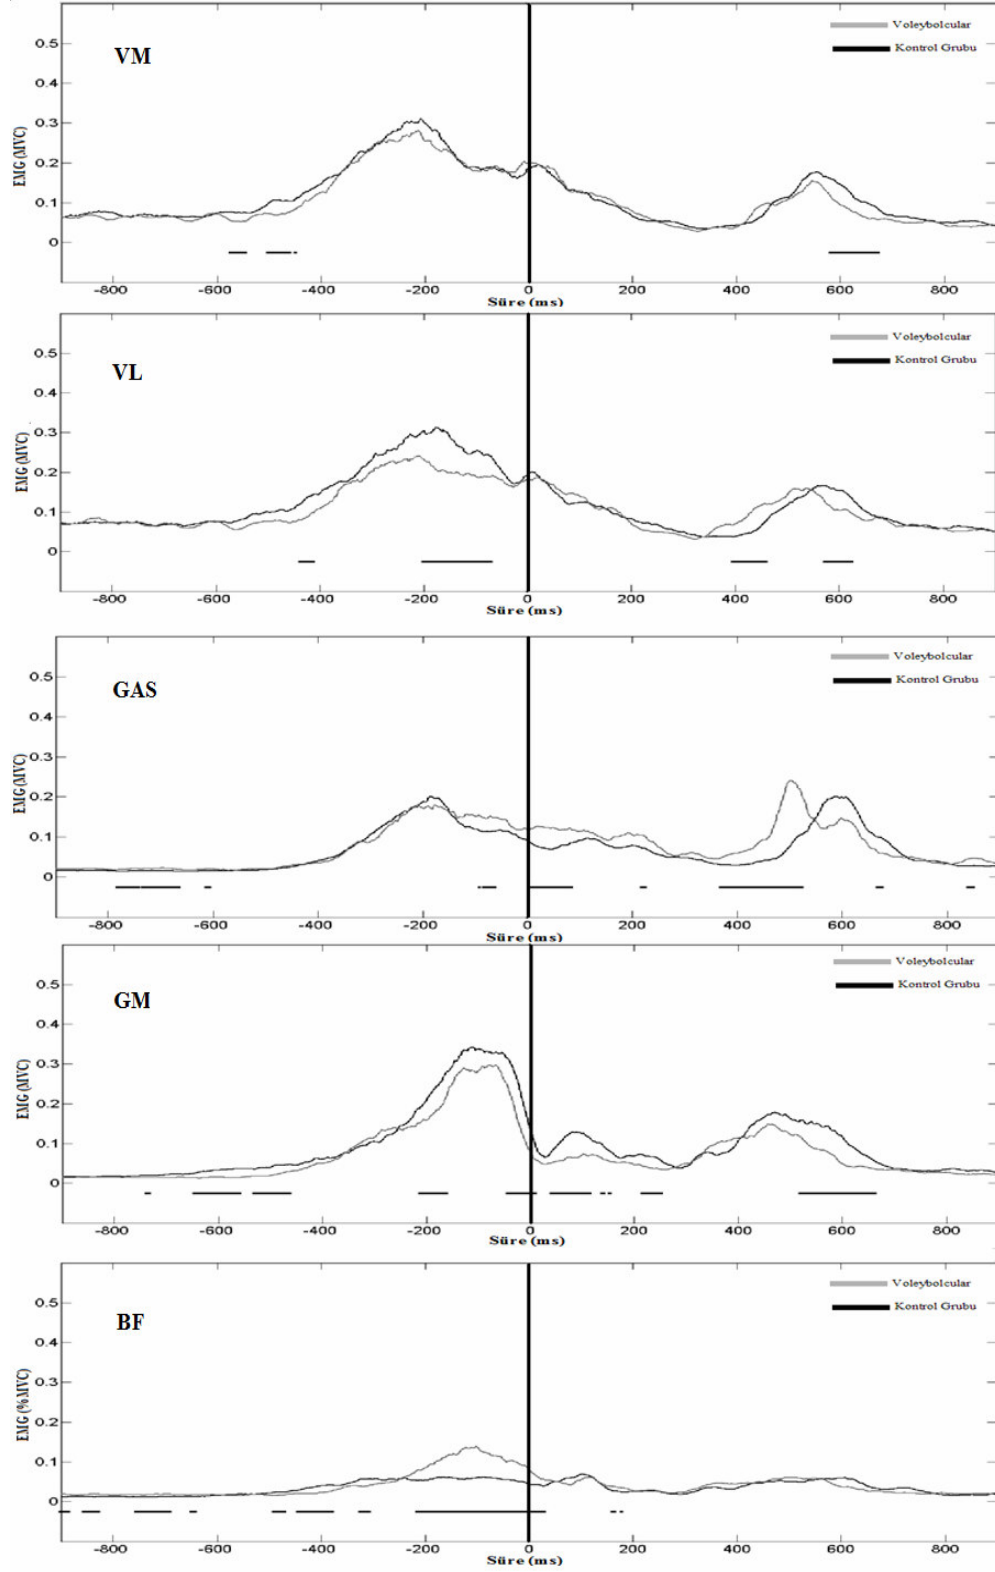 Voleybolcular
Kontrol Grubu
VM
EMG (MVC)
0.5
0.4
0.3
0.2
0.1
0
-800 -600 -400 -200 0 200 400 600 800
Süre (ms)
Voleybolcular
Kontrol Grubu
VL
EMG (MVC)
0.5
0.4
0.3
0.2
0.1
0
-800 -600 -400 -200 0 200 400 600 800
Süre (ms)
Voleybolcular
Kontrol Grubu
GAS
EMG (MVC)
0.5
0.4
0.3
0.2
0.1
0
-800 -600 -400 -200 0 200 400 600 800
Süre (ms)
Voleybolcular
Kontrol Grubu
GM
EMG (MVC)
0.5
0.4
0.3
0.2
0.1
0
-800 -600 -400 -200 0 200 400 600 800
Süre (ms)
Voleybolcular
Kontrol Grubu
BF
EMG (%MVC)
0.5
0.4
0.3
0.2
0.1
0
-800 -600 -400 -200 0 200 400 600 800
Süre (ms)